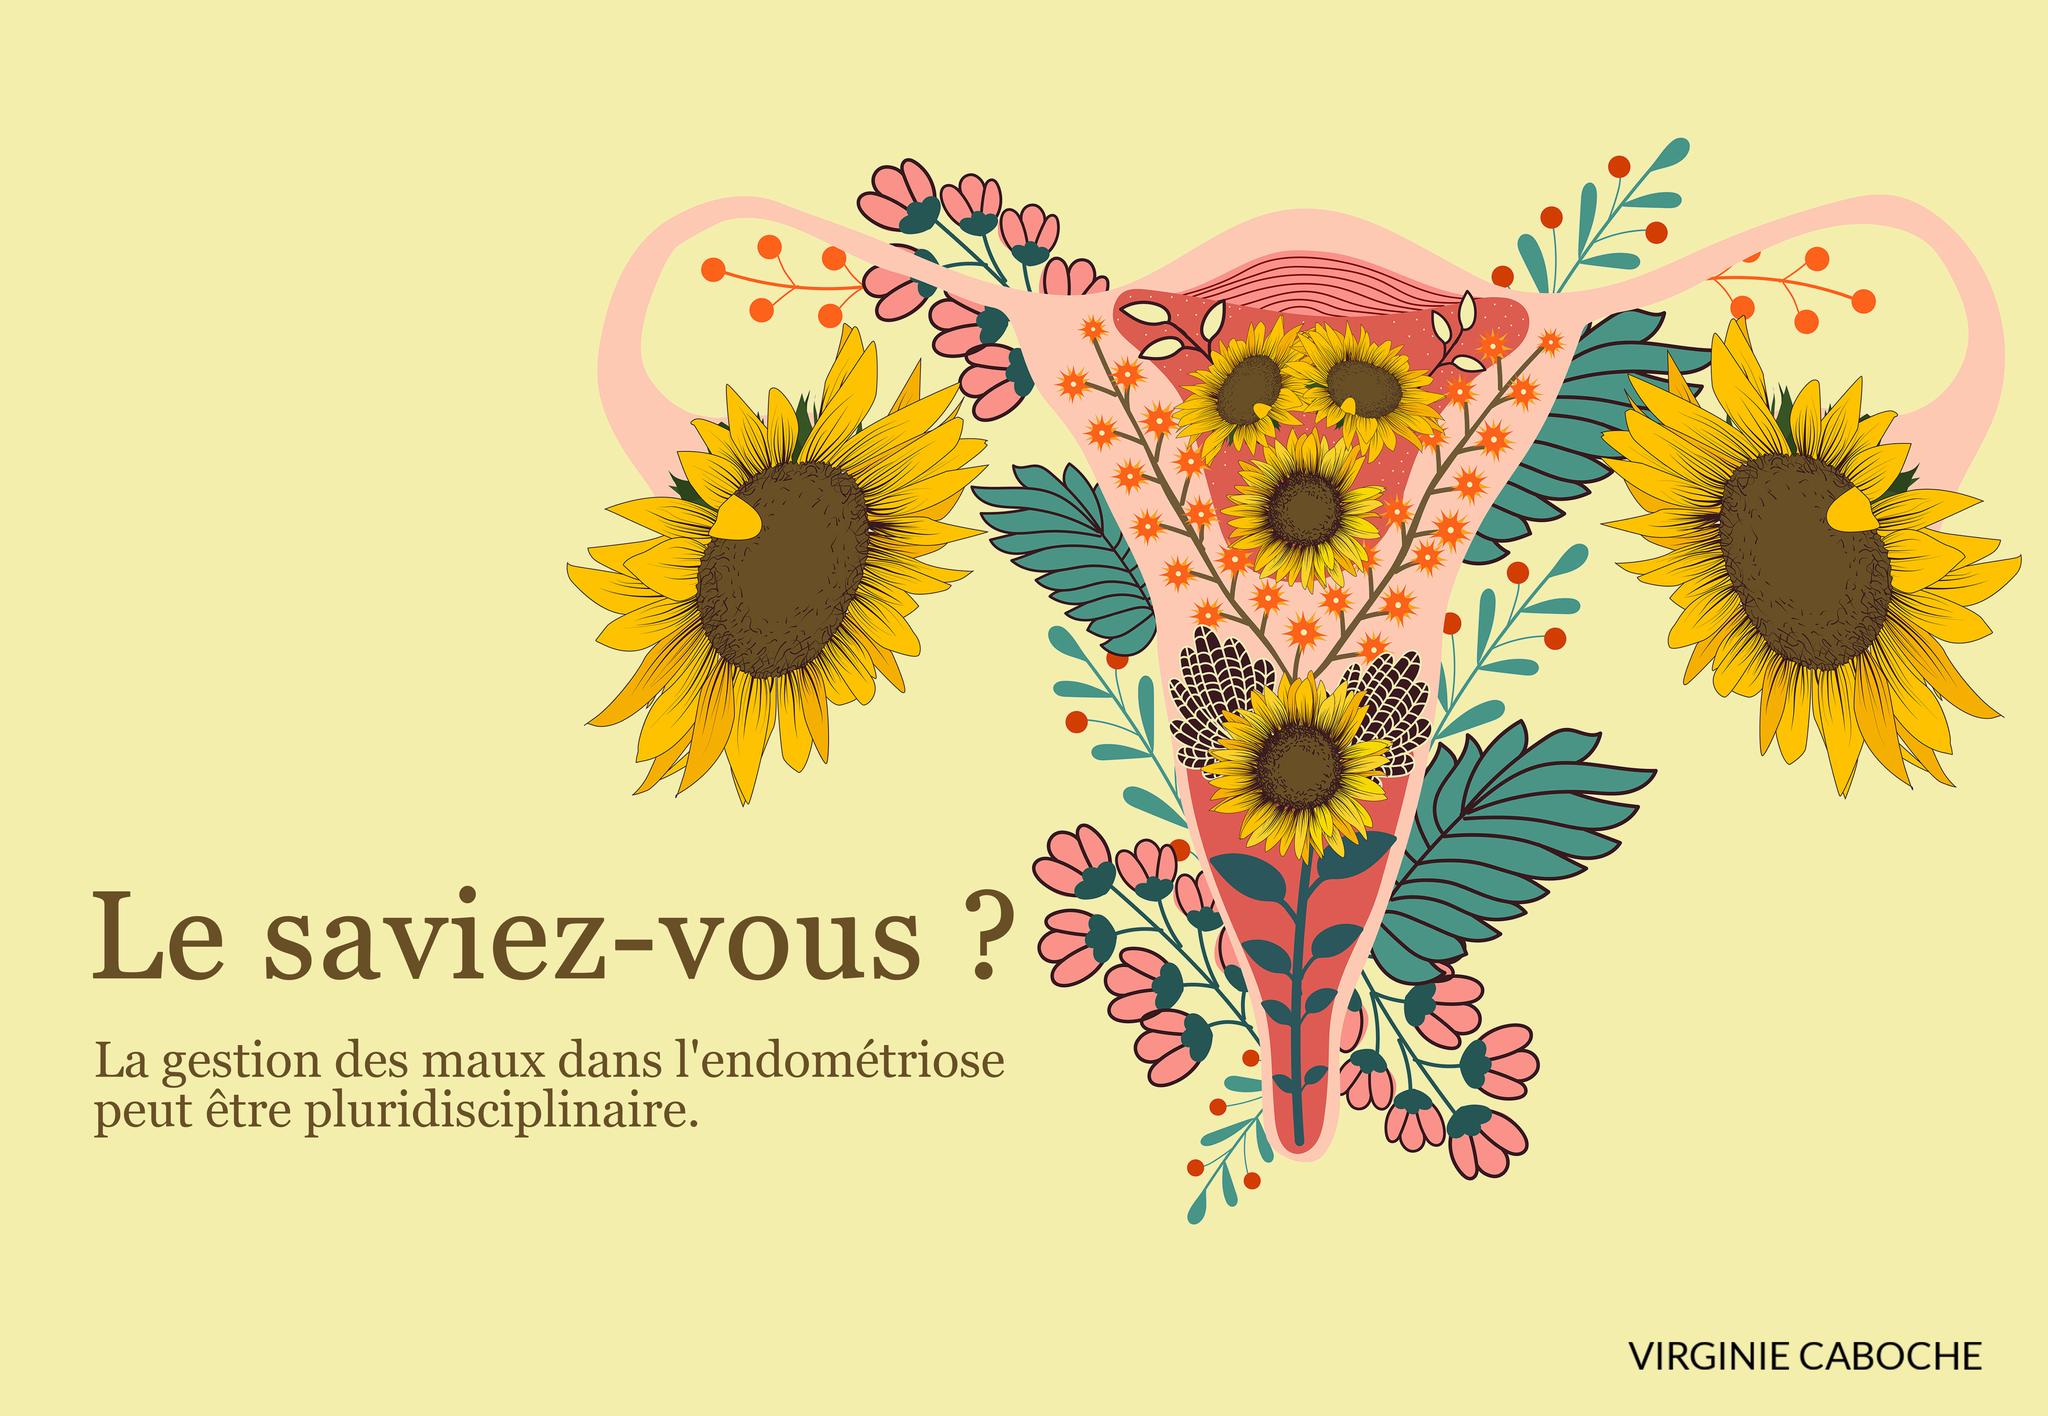 Le saviez-vous ?
La gestion des maux dans l'endométriose
peut être pluridisciplinaire.
VIRGINIE CABOCHE